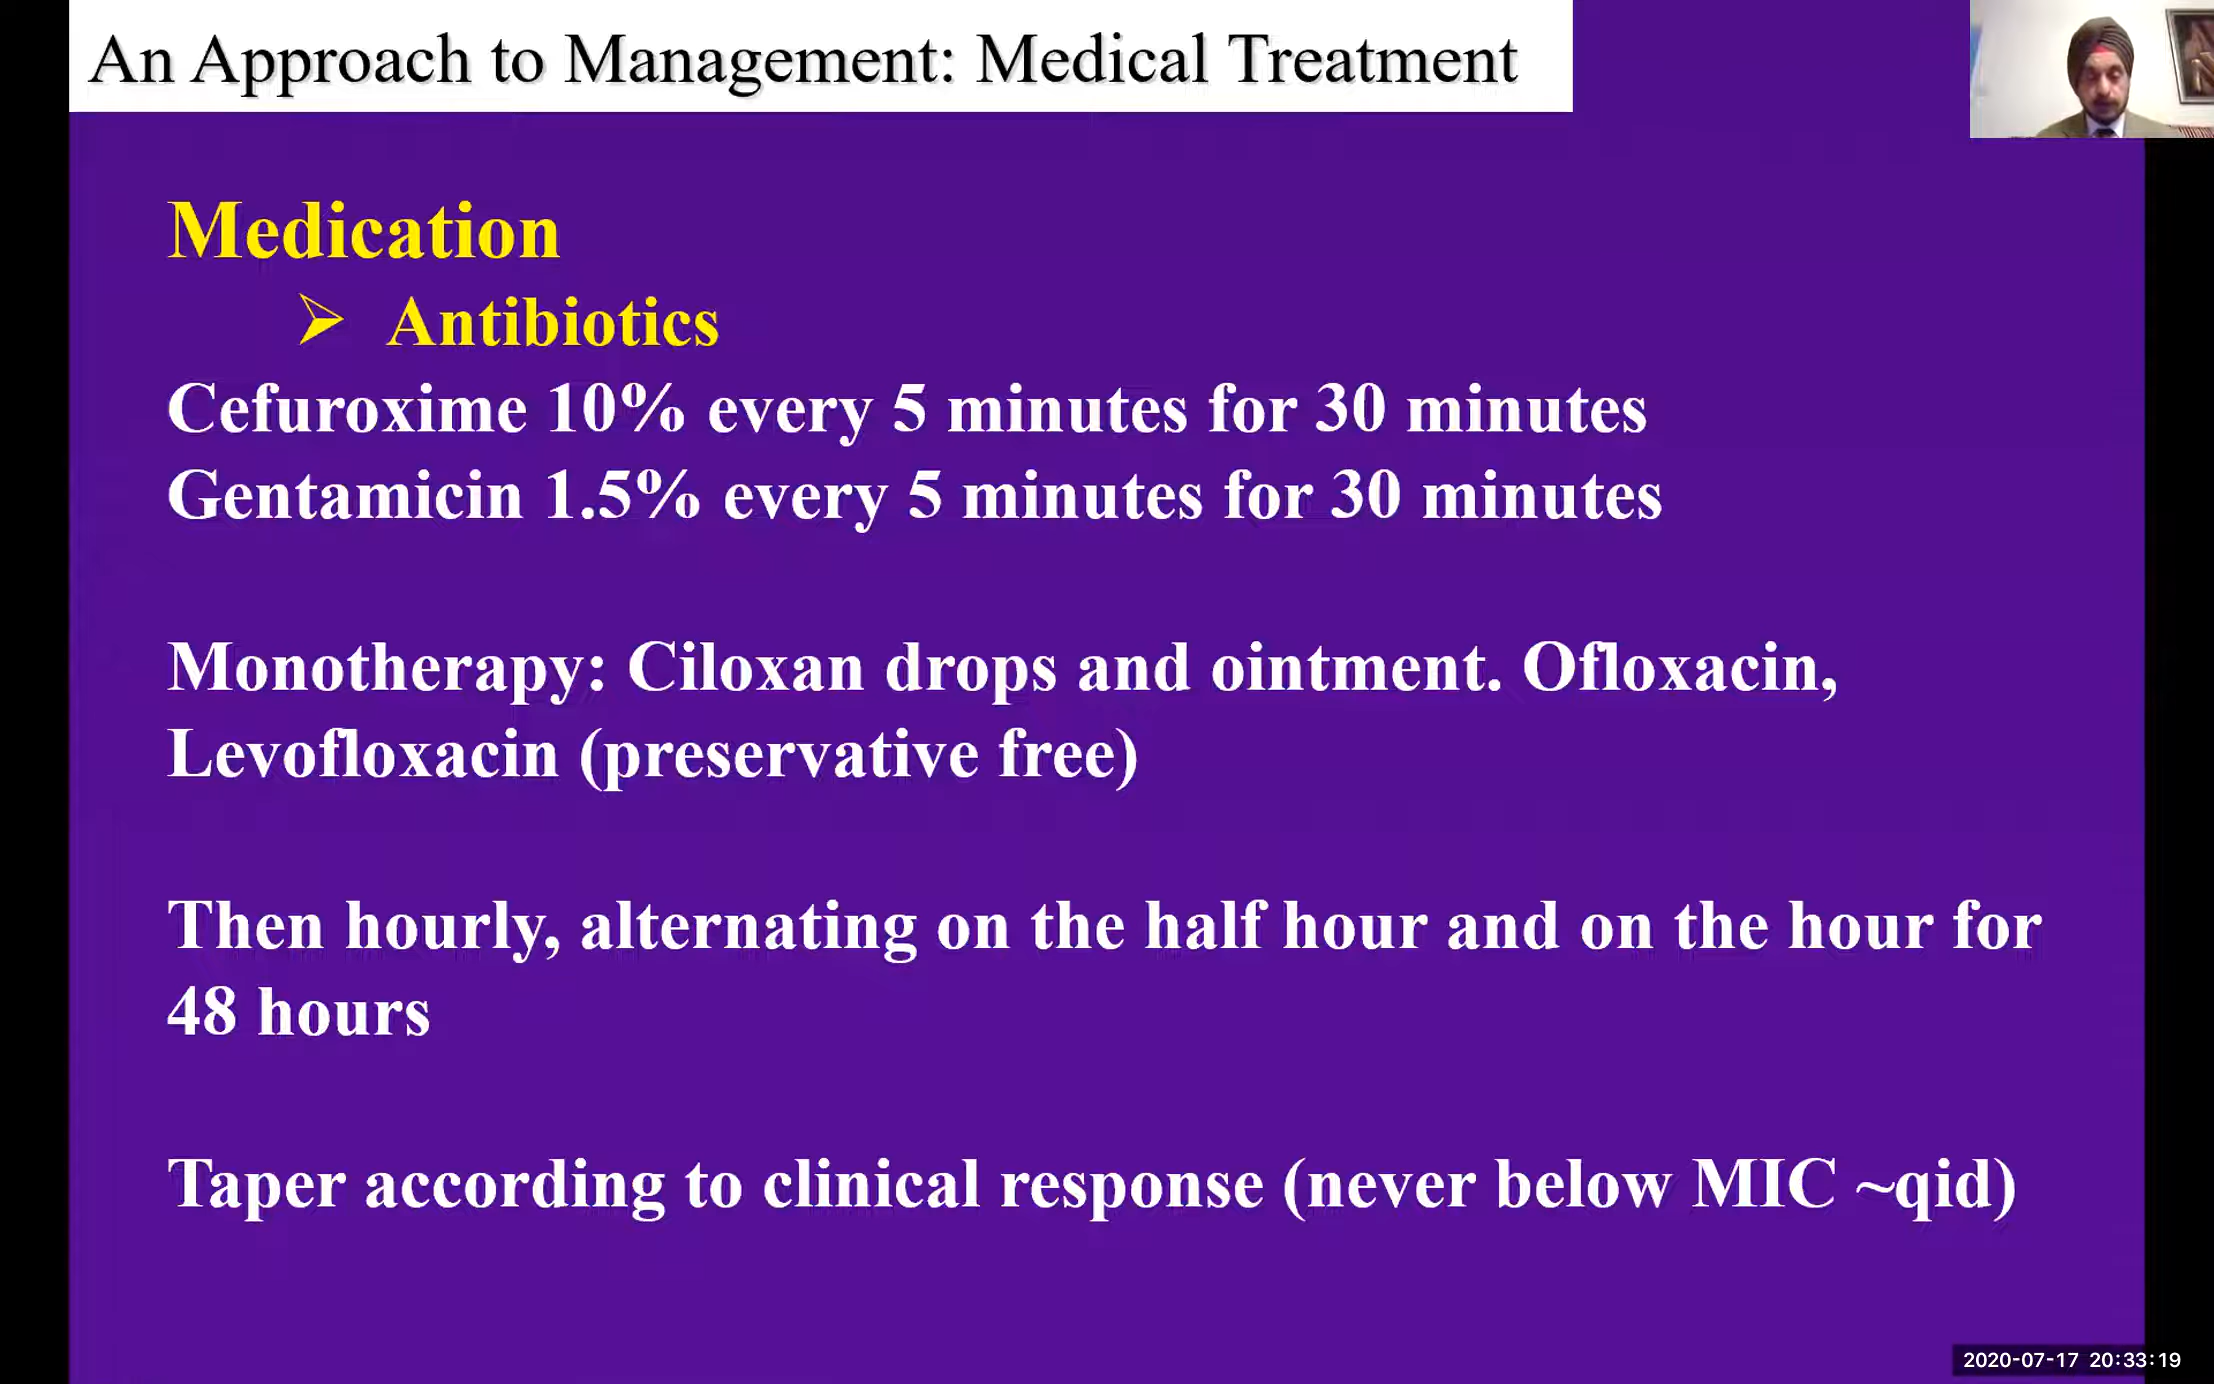 An Approach to Management: Medical Treatment
Medication
➢ Antibiotics
Cefuroxime 10% every 5 minutes for 30 minutes
Gentamicin 1.5% every 5 minutes for 30 minutes
Monotherapy: Ciloxan drops and ointment. Ofloxacin,
Levofloxacin (preservative free)
Then hourly, alternating on the half hour and on the hour for
48 hours
Taper according to clinical response (never below MIC ~qid)
2020-07-17 20:33:19